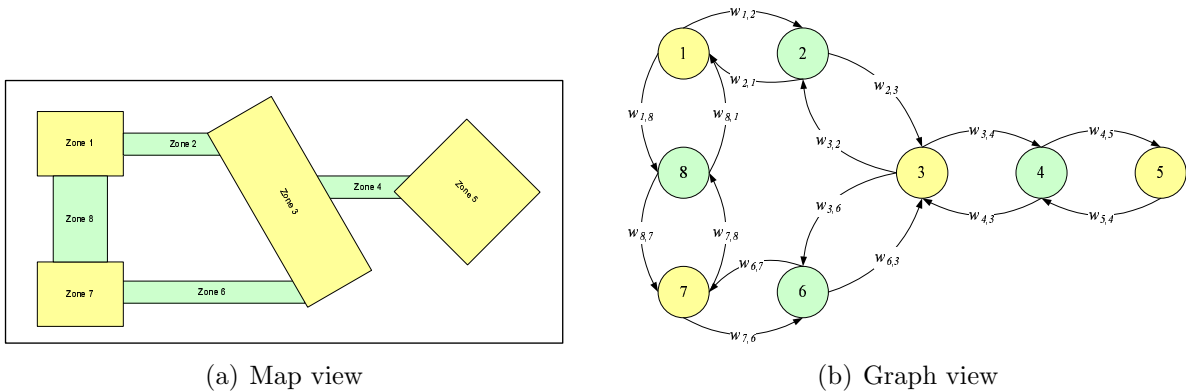 Zone 1
Zone 2
Zone 3
Zone 4
Zone 5
Zone 8
Zone 7
Zone 6
(a) Map view
w1,2
1
2
w2,1
w2,3
w1,8
w8,1
w3,2
w3,4
w4,5
8
3
4
5
w3,6
w4,3
w5,4
w8,7
w7,8
w6,7
w6,3
7
6
w7,6
(b) Graph view